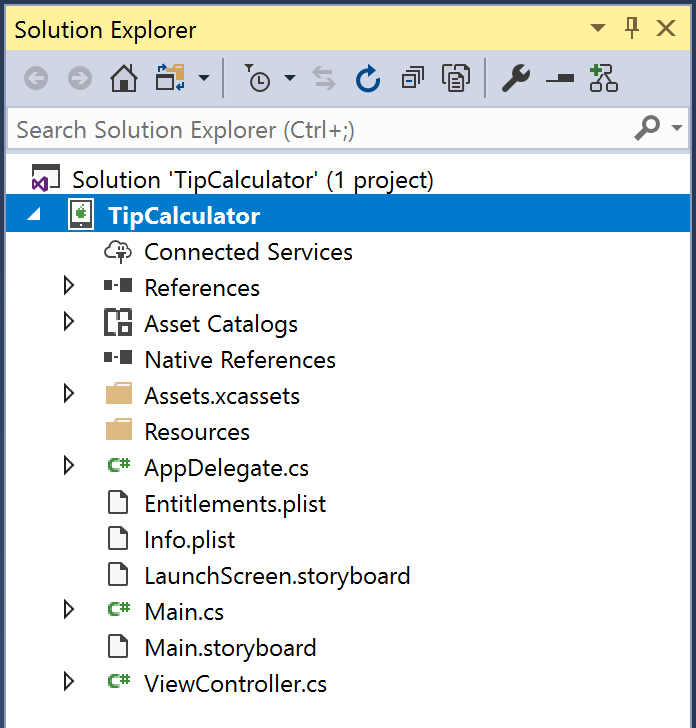 Solution Explorer
Search Solution Explorer (Ctrl+;)
Solution 'TipCalculator' (1 project)
TipCalculator
Connected Services
References
Asset Catalogs
Native References
Assets.xcassets
Resources
C# AppDelegate.cs
Entitlements.plist
Info.plist
LaunchScreen.storyboard
C# Main.cs
Main.storyboard
C# ViewController.cs